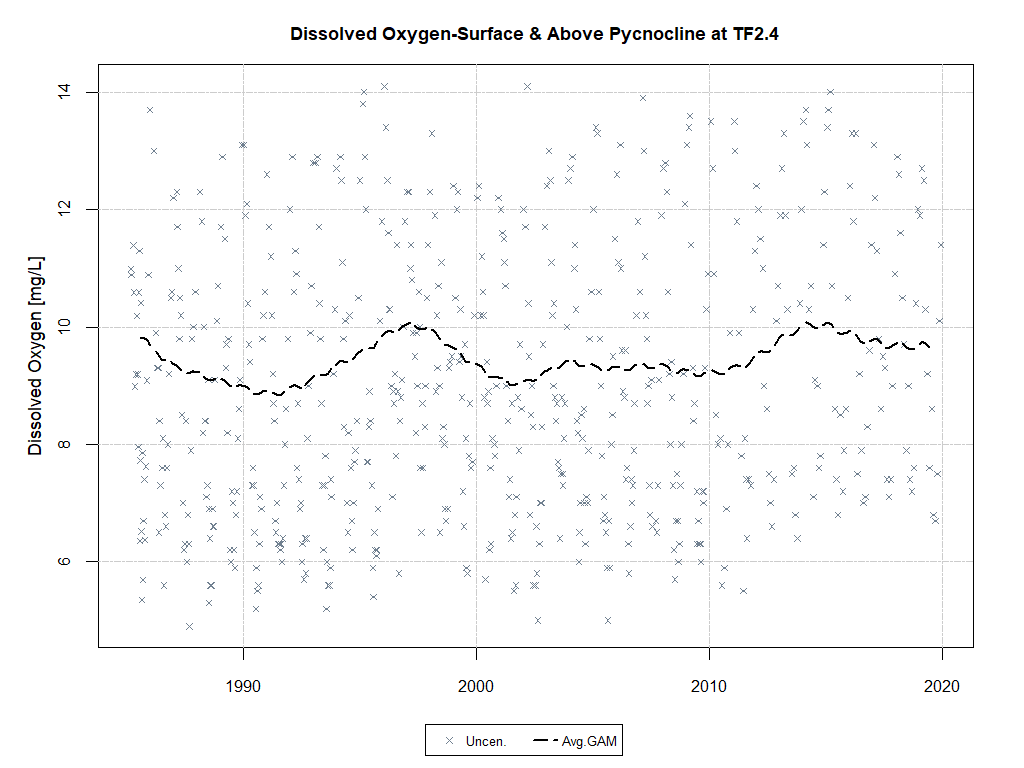 Dissolved Oxygen-Surface & Above Pycnocline at TF2.4
Dissolved Oxygen [mg/L]
14
12
10
8
6
1990 2000 2010 2020
Uncen. Avg.GAM